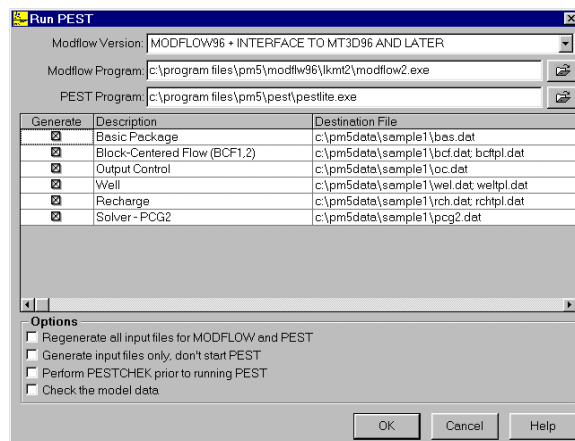 Run PEST
Modflow Version: MODFLOW96 + INTERFACE TO MT3D96 AND LATER
Modflow Program: c:\program files\pm5\modflw96\lkmt2\modflow2.exe
PEST Program: c:\program files\pm5\pest\pestlite.exe
Generate Description Destination File
Basic Package c:\pm5data\sample1\bas.dat
Block-Centered Flow (BCF1,2) c:\pm5data\sample1\bcf.dat; bcftpl.dat
Output Control c:\pm5data\sample1\oc.dat
Well c:\pm5data\sample1\wel.dat; weltpl.dat
Recharge c:\pm5data\sample1\rch.dat; rchtpl.dat
Solver - PCG2 c:\pm5data\sample1\pcg2.dat
Options
Regenerate all input files for MODFLOW and PEST
Generate input files only, don't start PEST
Perform PESTCHEK prior to running PEST
Check the model data
OK Cancel Help